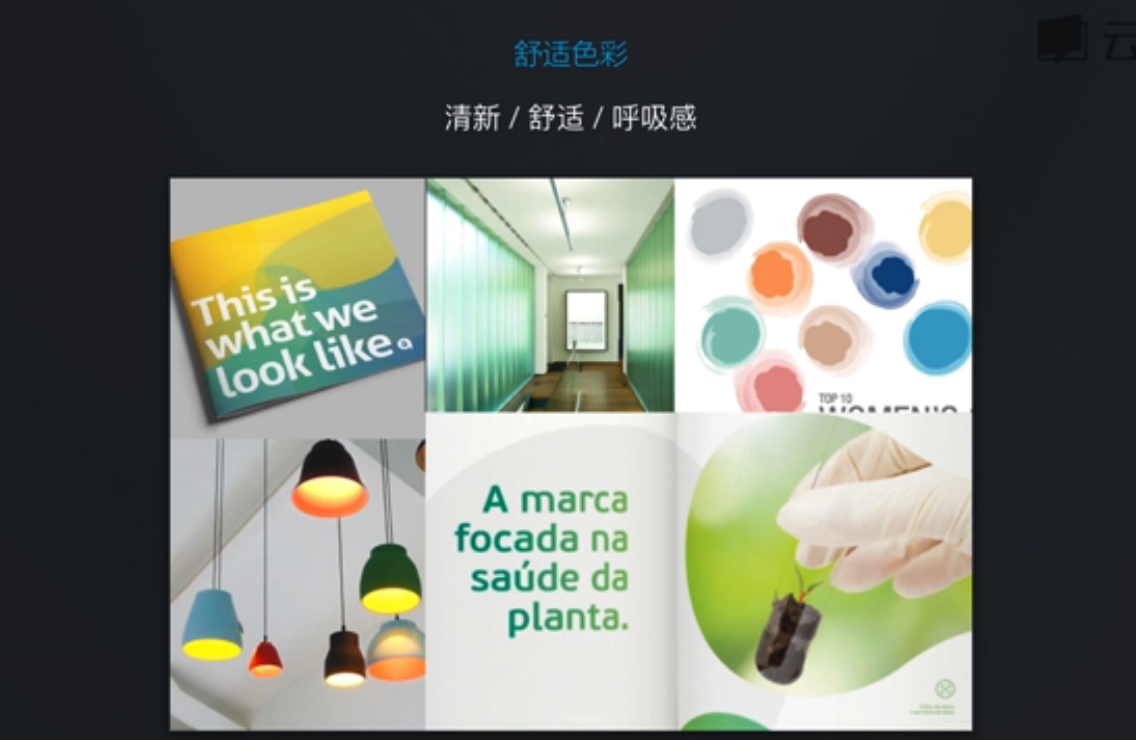 舒适色彩
云
清新 / 舒适 / 呼吸感
This is
what we
look like
TOP 10
WOMEN'S
A marca
focada na
saúde da
planta.